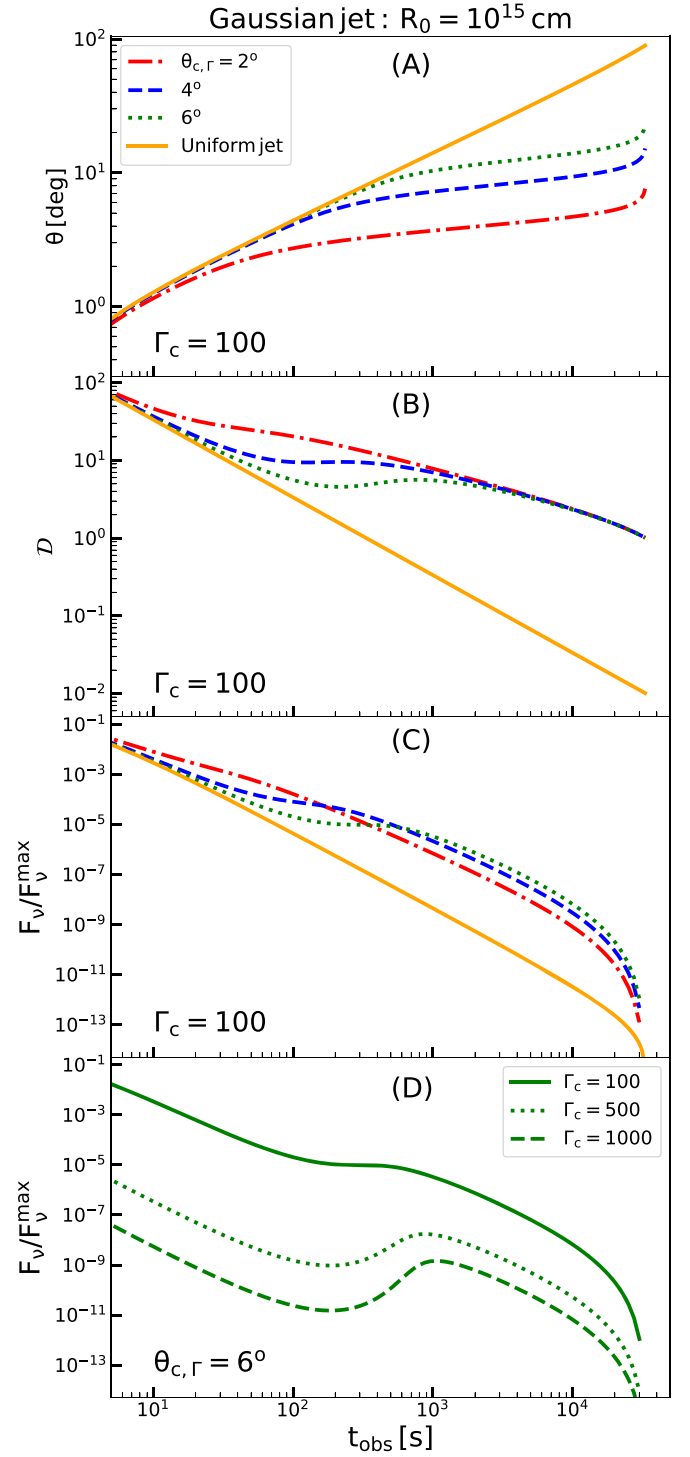 Gaussian jet : R₀ = 10¹⁵ cm
(A)
θ_c,Γ = 2°
4°
6°
Uniform jet
10²
10¹
10⁰
θ [deg]
Γ_c = 100
(B)
10²
10¹
10⁰
10⁻¹
10⁻²
𝒟
Γ_c = 100
(C)
10⁻¹
10⁻³
10⁻⁵
10⁻⁷
10⁻⁹
10⁻¹¹
10⁻¹³
F_ν/F_ν^max
Γ_c = 100
(D)
Γ_c = 100
Γ_c = 500
Γ_c = 1000
10⁻¹
10⁻³
10⁻⁵
10⁻⁷
10⁻⁹
10⁻¹¹
10⁻¹³
F_ν/F_ν^max
θ_c,Γ = 6°
10¹ 10² 10³ 10⁴
t_obs [s]